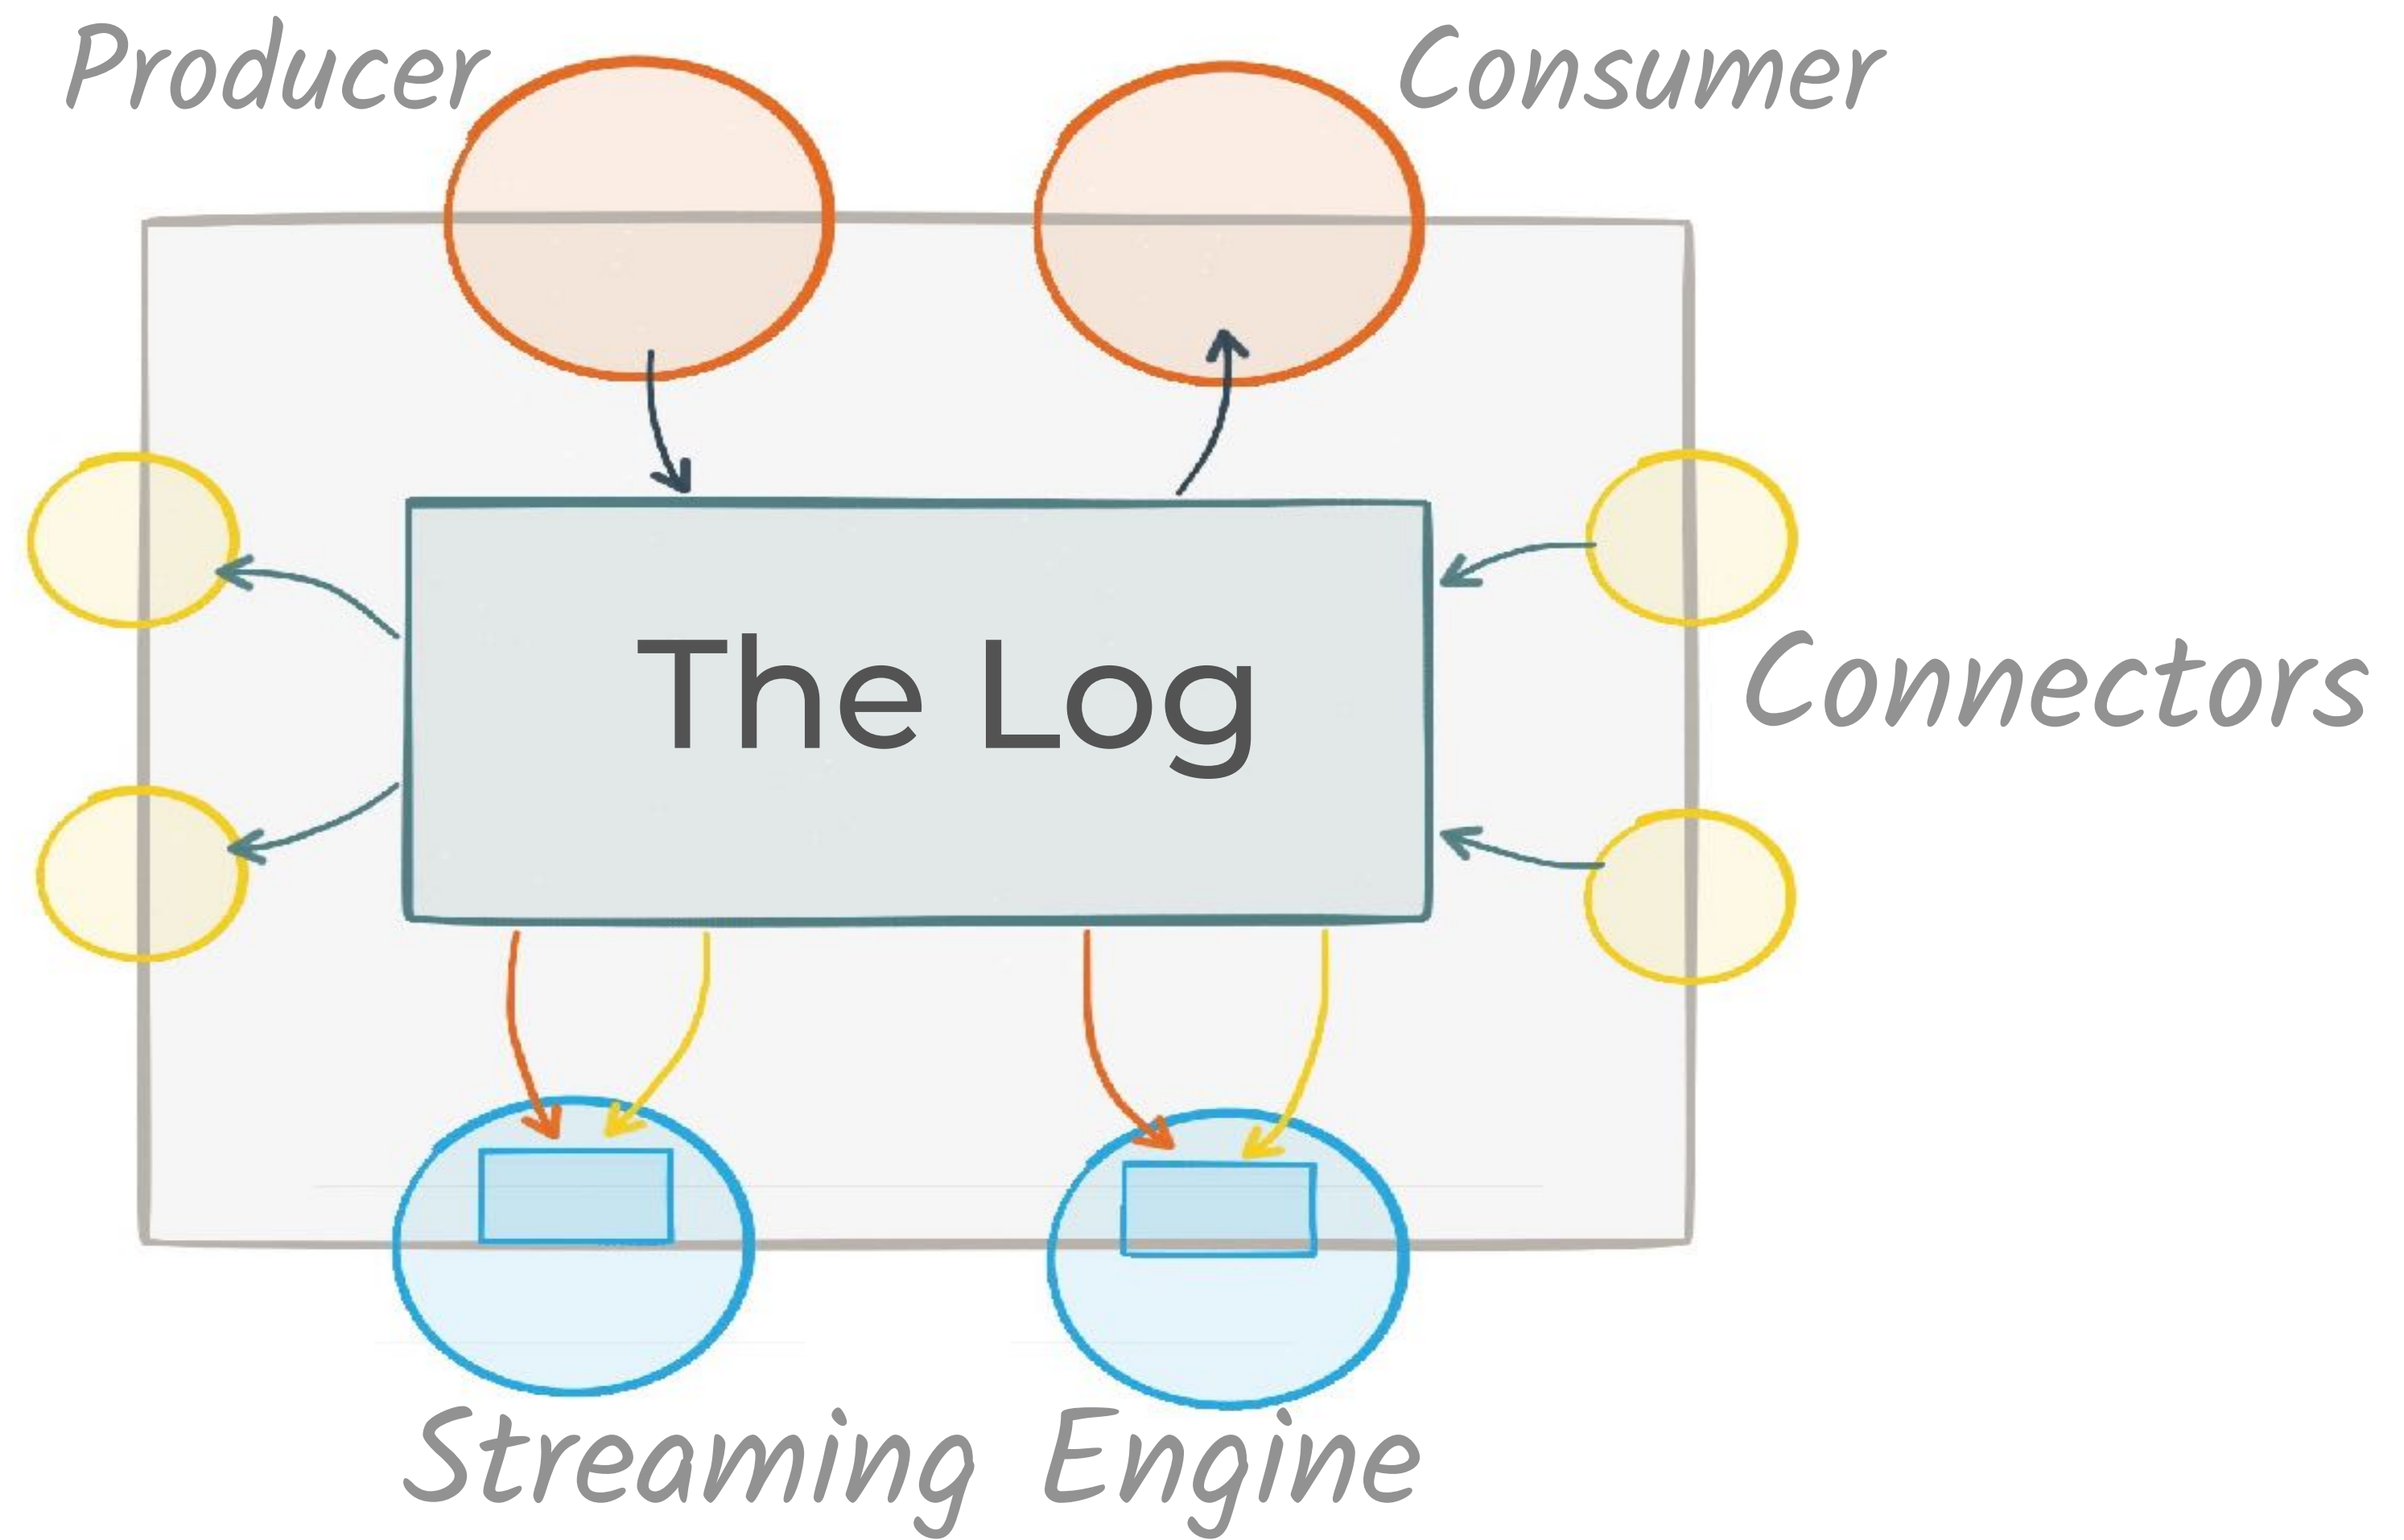 Producer
Consumer
The Log
Connectors
Streaming Engine